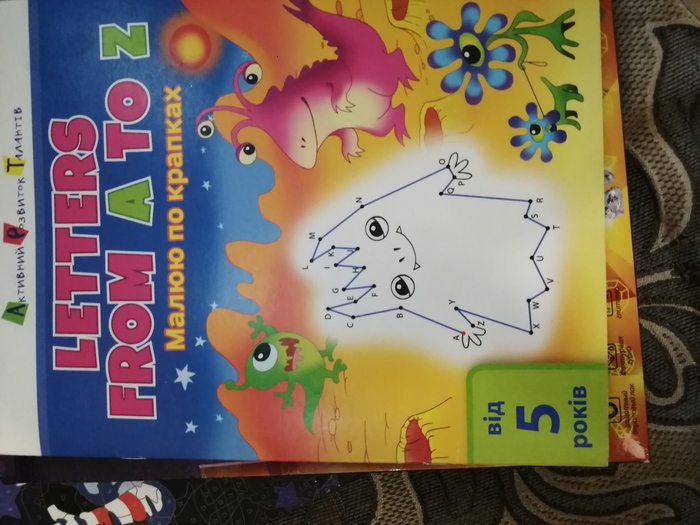 Активний Розвиток Талантів
LETTERS
FROM A TO Z
Малюю по крапках
A
B
C
D
E
F
G
H
I
K
L
M
N
O
P
Q
R
S
T
U
V
W
X
Y
Z
від
5
років